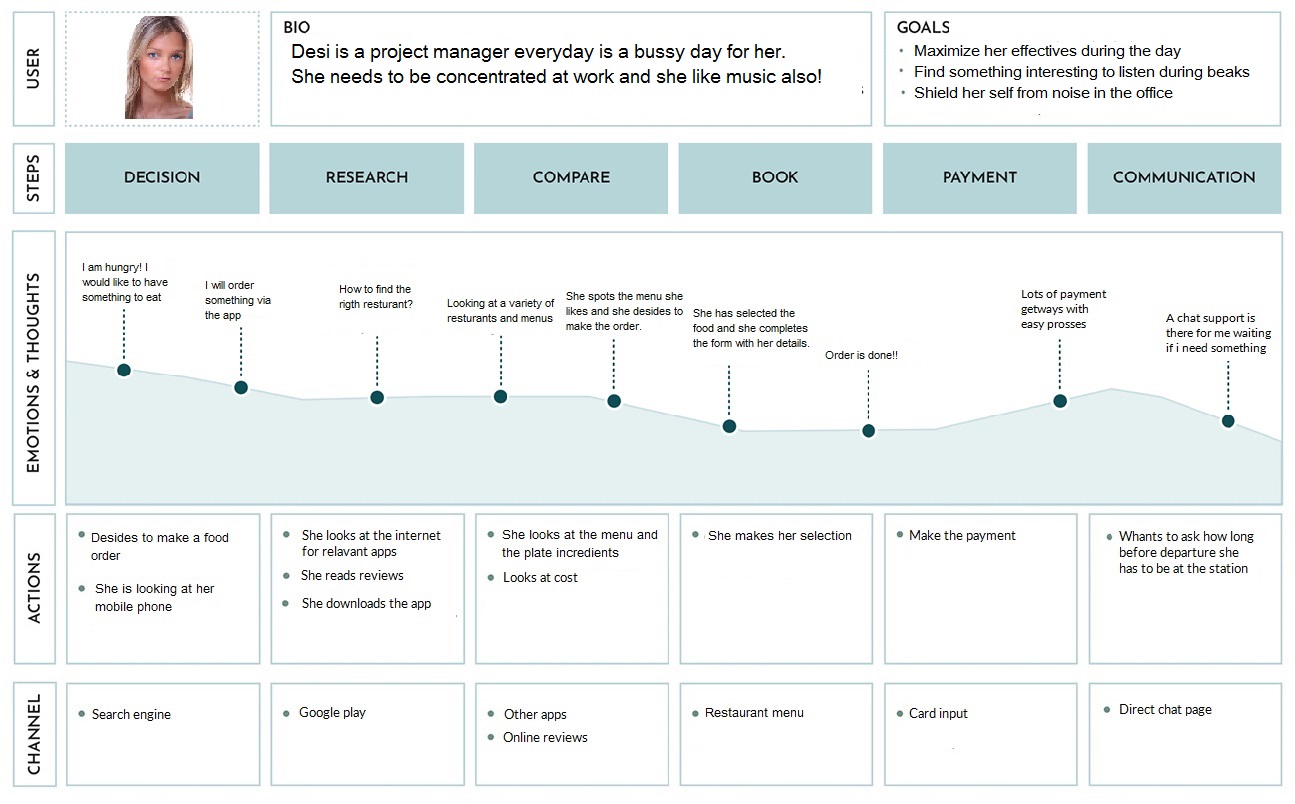 USER
BIO
Desi is a project manager everyday is a bussy day for her.
She needs to be concentrated at work and she like music also!
GOALS
Maximize her effectives during the day
Find something interesting to listen during beaks
Shield her self from noise in the office
STEPS
DECISION
RESEARCH
COMPARE
BOOK
PAYMENT
COMMUNICATION
EMOTIONS & THOUGHTS
I am hungry! I
would like to have
something to eat
I will order
something via
the app
How to find the
rigth resturant?
Looking at a variety of
resturants and menus
She spots the menu she
likes and she desides to
make the order.
She has selected the
food and she completes
the form with her details.
Order is done!!
Lots of payment
getways with
easy prosses
A chat support is
there for me waiting
if i need something
ACTIONS
Desides to make a food
order
She is looking at her
mobile phone
She looks at the internet
for relavant apps
She reads reviews
She downloads the app
She looks at the menu and
the plate incredients
Looks at cost
She makes her selection
Make the payment
Whants to ask how long
before departure she
has to be at the station
CHANNEL
Search engine
Google play
Other apps
Online reviews
Restaurant menu
Card input
Direct chat page